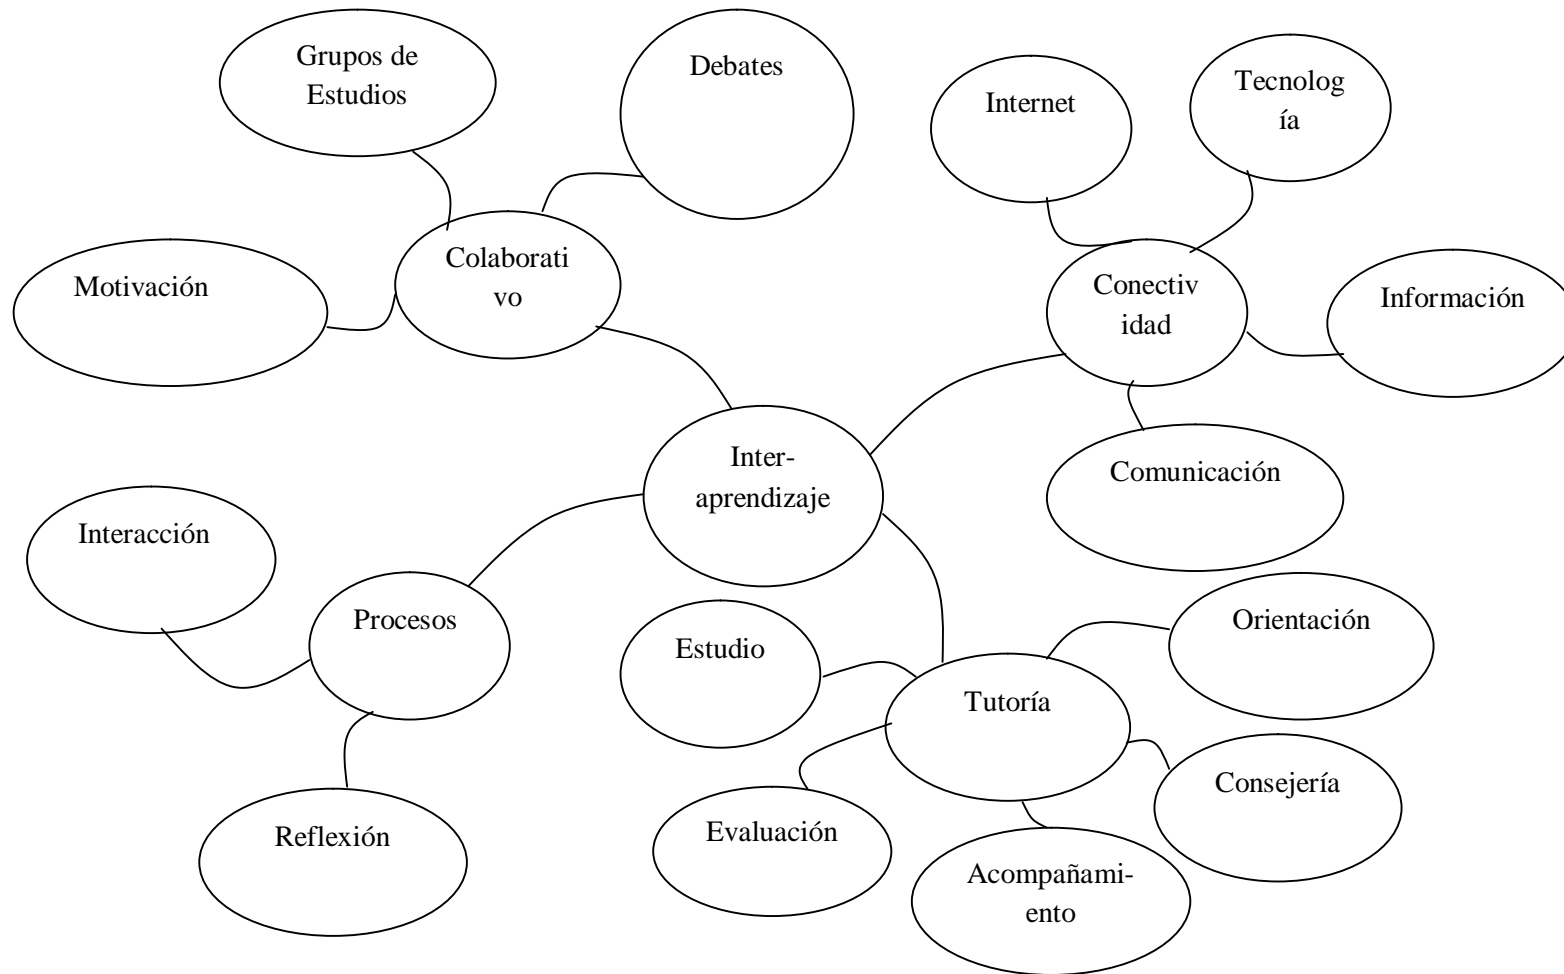 Grupos de
Estudios
Debates
Internet
Tecnolog
ía
Motivación
Colaborati
vo
Conectiv
idad
Información
Inter-
aprendizaje
Comunicación
Interacción
Procesos
Estudio
Tutoría
Orientación
Consejería
Reflexión
Evaluación
Acompañami-
ento